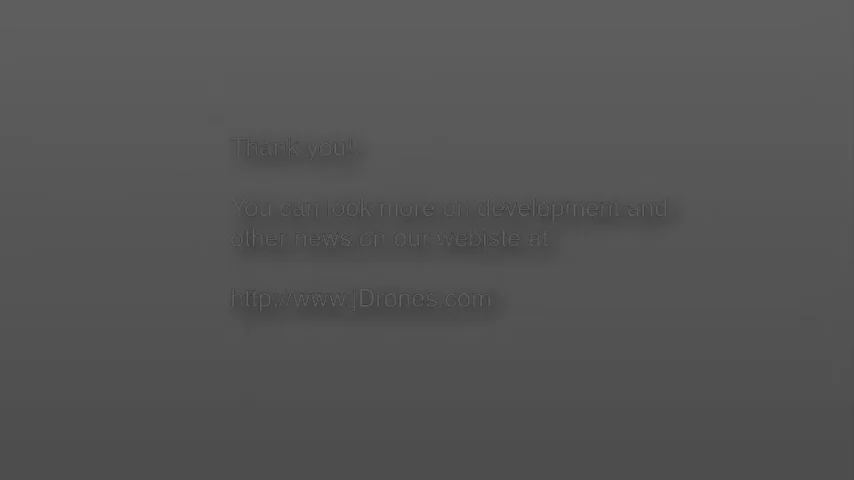 Thank you!
You can look more on development and
other news on our webiste at
http://www.jDrones.com